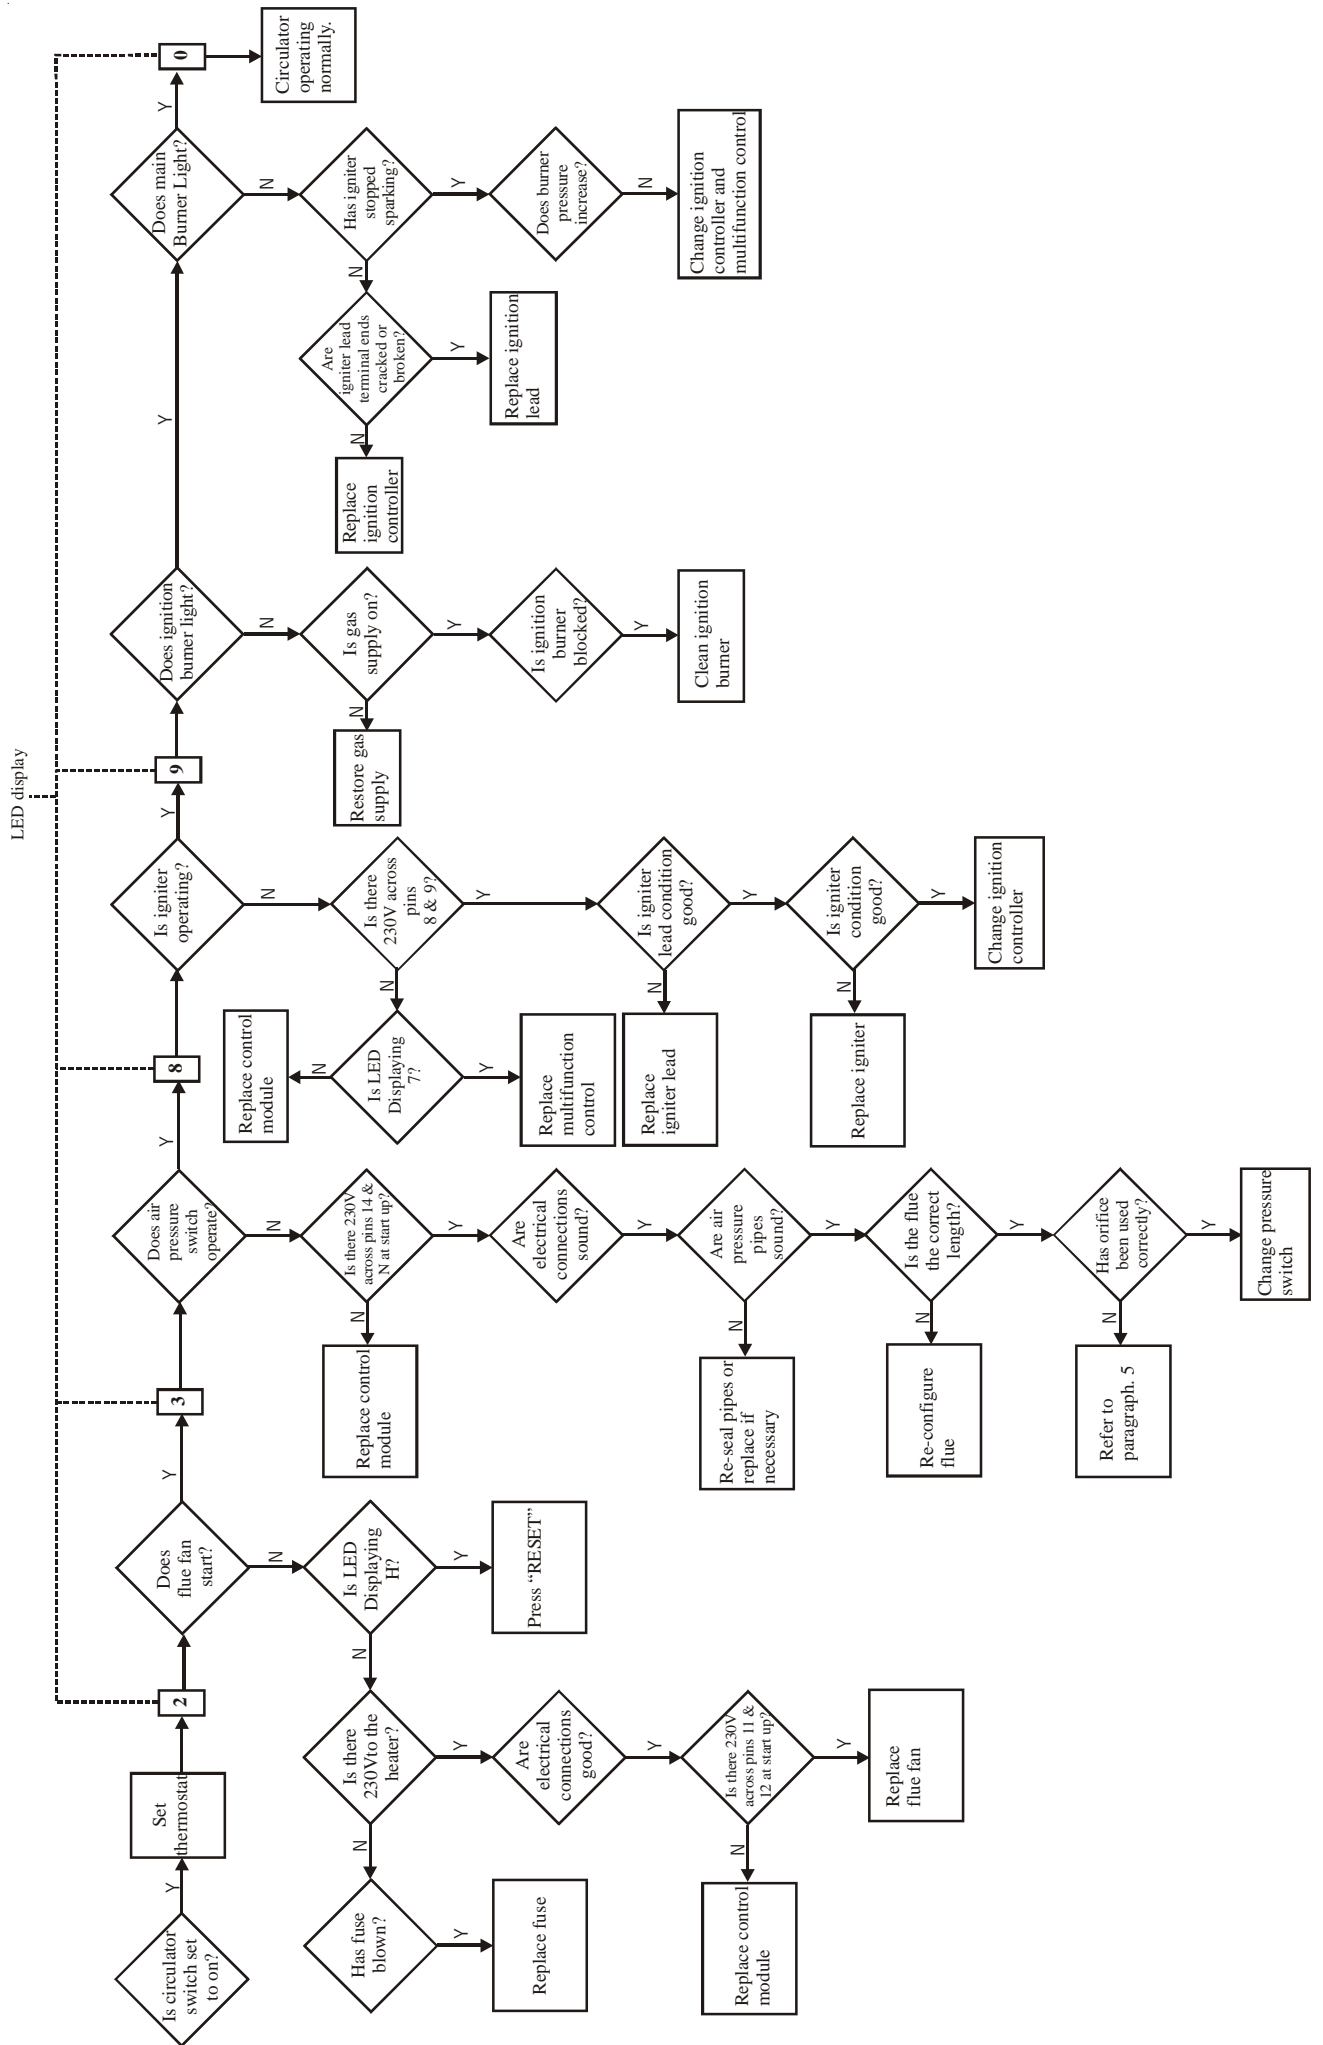 LED display
Is circulator
switch set
to on?
Y
Set
thermostat
2
Does
flue fan
start?
Y
3
Does air
pressure
switch
operate?
Y
8
Is igniter
operating?
Y
9
Does ignition
burner light?
Y
Does main
Burner Light?
Y
0
Circulator
operating
normally.
N
Is LED
Displaying
H?
Y
Press “RESET”
N
Is there
230Vto the
heater?
N
Has fuse
blown?
Y
Replace fuse
Y
Are
electrical
connections
good?
Y
Is there 230V
across pins 11 &
12 at start up?
N
Replace control
module
Y
Replace
flue fan
N
Is there 230V
across pins 14 &
N at start up?
N
Replace control
module
Y
Are
electrical
connections
sound?
Y
Are air
pressure
pipes
sound?
N
Re-seal pipes or
replace if
necessary
Y
Is the flue
the correct
length?
N
Re-configure
flue
Y
Has orifice
been used
correctly?
N
Refer to
paragraph. 5
Y
Change pressure
switch
N
Is there
230V across
pins
8 & 9?
N
Is LED
Displaying
7?
N
Replace control
module
Y
Replace
multifunction
control
Y
Is igniter
lead condition
good?
N
Replace
igniter lead
Y
Is igniter
condition
good?
N
Replace igniter
Y
Change ignition
controller
N
Is gas
supply on?
N
Restore gas
supply
Y
Is ignition
burner
blocked?
Y
Clean ignition
burner
N
Has igniter
stopped
sparking?
N
Are
igniter lead
terminal ends
cracked or
broken?
N
Replace
ignition
controller
Y
Replace ignition
lead
Y
Does burner
pressure
increase?
N
Change ignition
controller and
multifunction control